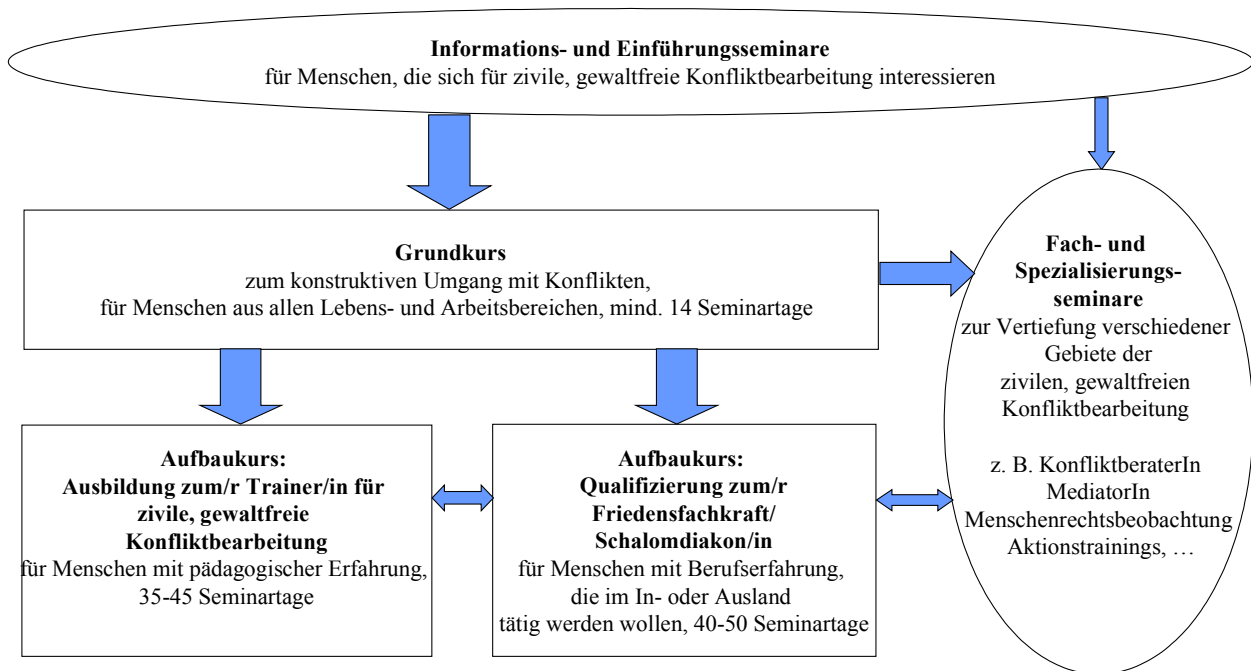 Informations- und Einführungsseminare
für Menschen, die sich für zivile, gewaltfreie Konfliktbearbeitung interessieren
Grundkurs
zum konstruktiven Umgang mit Konflikten,
für Menschen aus allen Lebens- und Arbeitsbereichen, mind. 14 Seminartage
Fach- und
Spezialisierungs-
seminare
zur Vertiefung verschiedener
Gebiete der
zivilen, gewaltfreien
Konfliktbearbeitung
z. B. KonfliktberaterIn
MediatorIn
Menschenrechtsbeobachtung
Aktionstrainings, …
Aufbaukurs:
Ausbildung zum/r Trainer/in für
zivile, gewaltfreie
Konfliktbearbeitung
für Menschen mit pädagogischer Erfahrung,
35-45 Seminartage
Aufbaukurs:
Qualifizierung zum/r
Friedensfachkraft/
Schalomdiakon/in
für Menschen mit Berufserfahrung,
die im In- oder Ausland
tätig werden wollen, 40-50 Seminartage